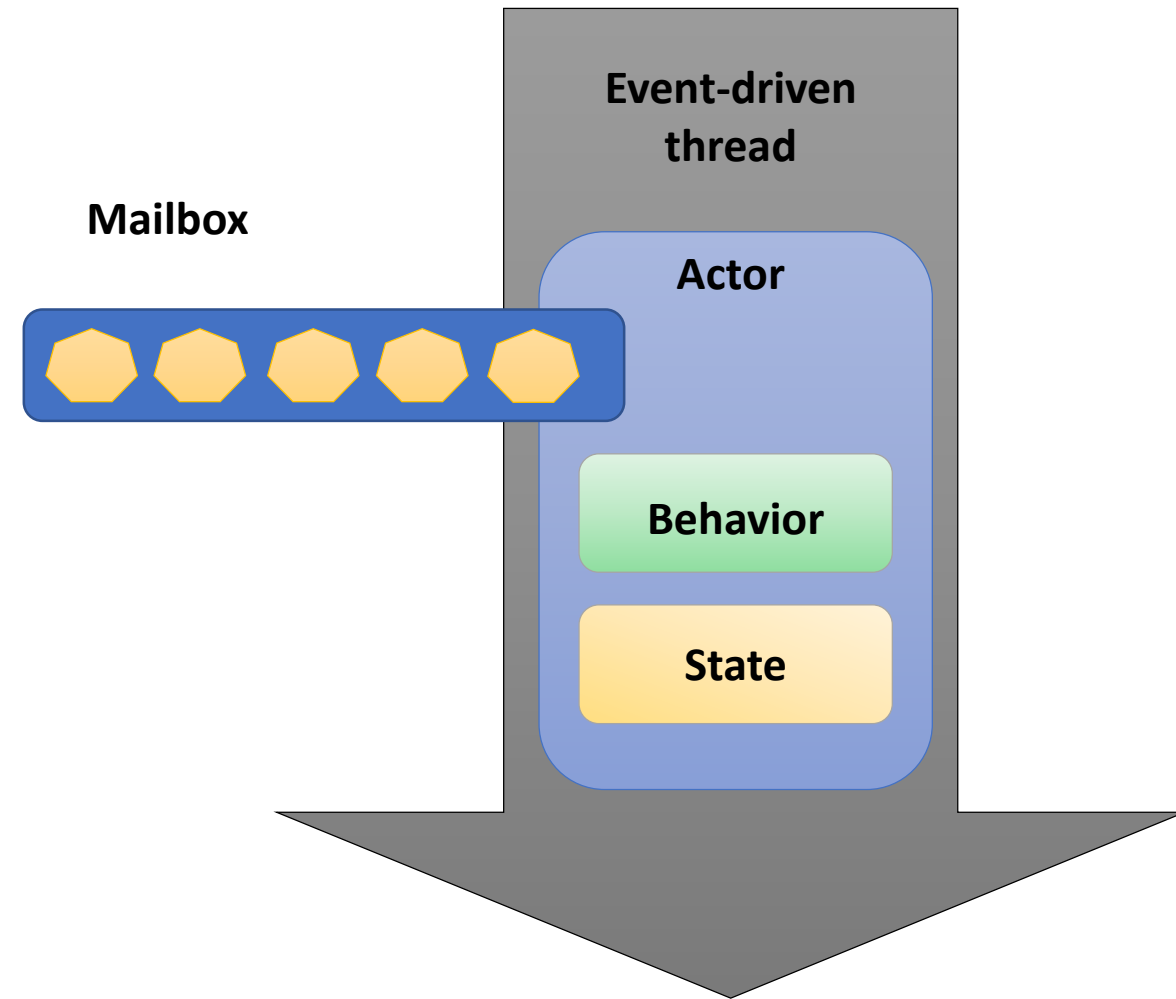 Event-driven
thread
Mailbox
Actor
Behavior
State